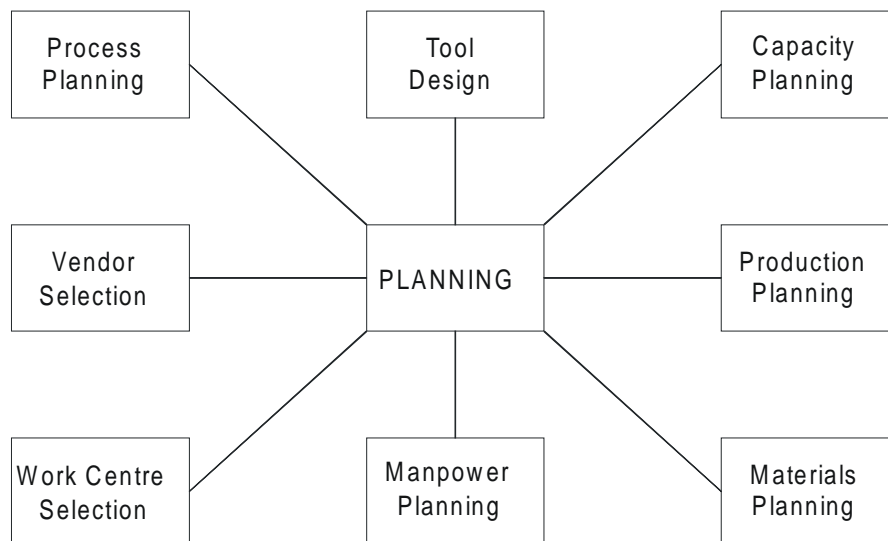 Process
Planning
Tool
Design
Capacity
Planning
Vendor
Selection
PLANNING
Production
Planning
Work Centre
Selection
Manpower
Planning
Materials
Planning